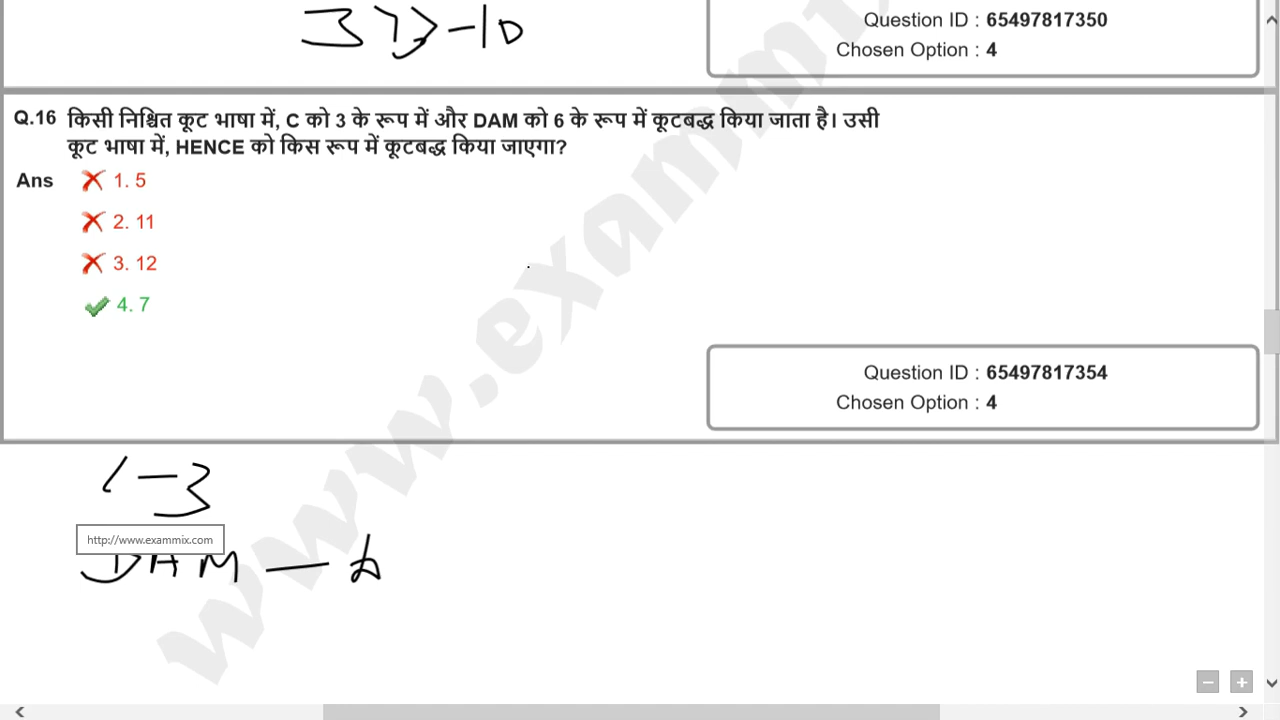 333-10
Question ID : 65497817350
Chosen Option : 4
Q.16 किसी निश्चित कूट भाषा में, C को 3 के रूप में और DAM को 6 के रूप में कूटबद्ध किया जाता है। उसी
कूट भाषा में, HENCE को किस रूप में कूटबद्ध किया जाएगा?
Ans 1. 5
2. 11
3. 12
4. 7
Question ID : 65497817354
Chosen Option : 4
C-3
http://www.exammix.com
DAM - 6
www.exammix